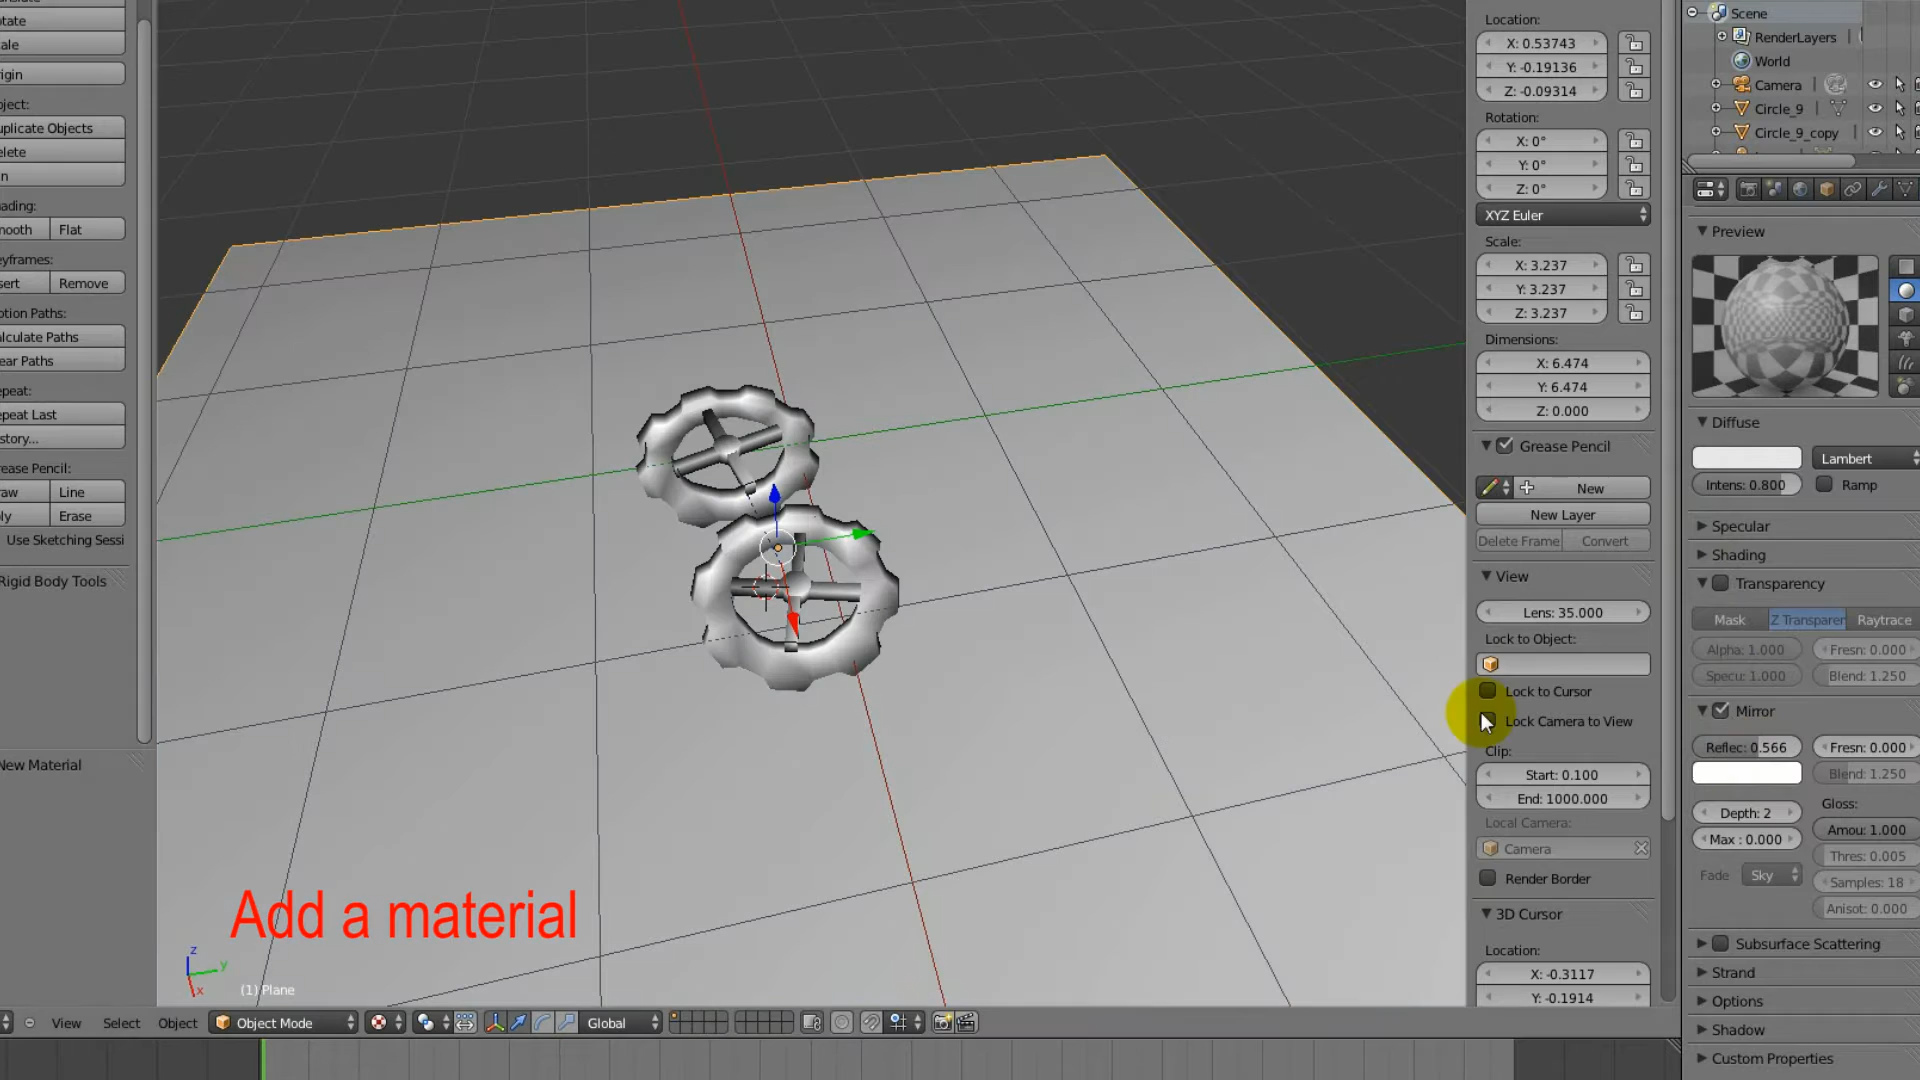 otate
ale
igin
ject:
uplicate Objects
elete
in
ading:
mooth Flat
eyframes:
sert Remove
otion Paths:
alculate Paths
ear Paths
epeat:
epeat Last
story...
ease Pencil:
raw Line
ly Erase
Use Sketching Sessi
Rigid Body Tools
New Material
Add a material
z
y
x
(1) Plane
View Select Object Object Mode Global
Location:
X: 0.53743
Y: -0.19136
Z: -0.09314
Rotation:
X: 0°
Y: 0°
Z: 0°
XYZ Euler
Scale:
X: 3.237
Y: 3.237
Z: 3.237
Dimensions:
X: 6.474
Y: 6.474
Z: 0.000
Grease Pencil
New
New Layer
Delete Frame Convert
View
Lens: 35.000
Lock to Object:
Lock to Cursor
Lock Camera to View
Clip:
Start: 0.100
End: 1000.000
Local Camera:
Camera
Render Border
3D Cursor
Location:
X: -0.3117
Y: -0.1914
Scene
RenderLayers
World
Camera
Circle_9
Circle_9_copy
Preview
Diffuse
Lambert
Intens: 0.800 Ramp
Specular
Shading
Transparency
Mask Z Transparen Raytrace
Alpha: 1.000 Fresn: 0.000
Specu: 1.000 Blend: 1.250
Mirror
Reflec: 0.566 Fresn: 0.000
Blend: 1.250
Gloss:
Depth: 2 Amou: 1.000
Max : 0.000 Thres: 0.005
Fade Sky Samples: 18
Anisot: 0.000
Subsurface Scattering
Strand
Options
Shadow
Custom Properties